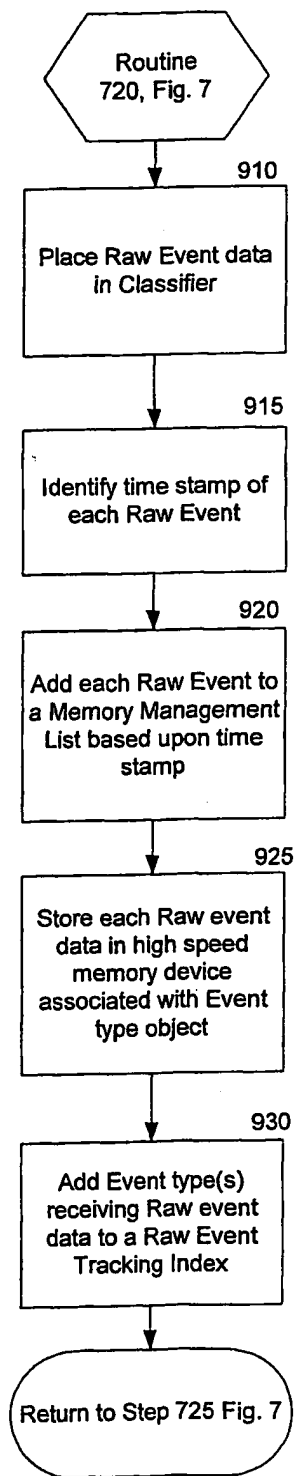 Routine
720, Fig. 7
910
Place Raw Event data
in Classifier
915
Identify time stamp of
each Raw Event
920
Add each Raw Event to
a Memory Management
List based upon time
stamp
925
Store each Raw event
data in high speed
memory device
associated with Event
type object
930
Add Event type(s)
receiving Raw event
data to a Raw Event
Tracking Index
Return to Step 725 Fig. 7